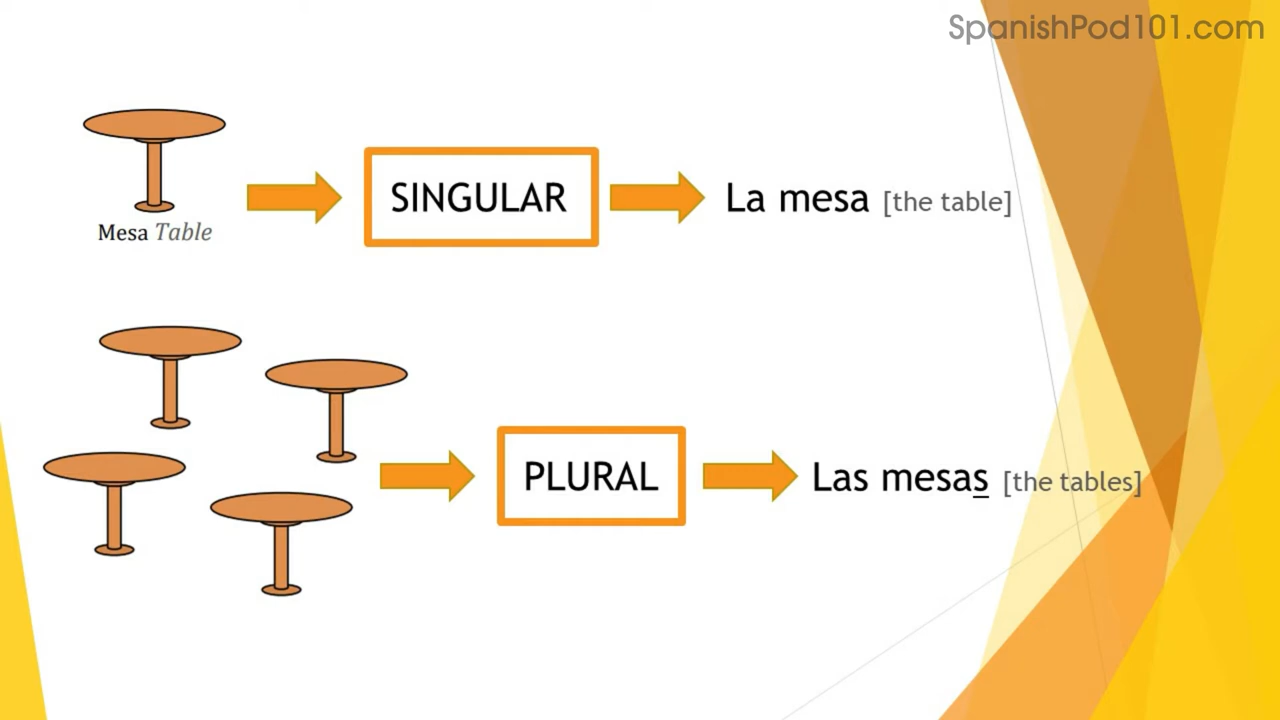 SpanishPod101.com
SINGULAR
La mesa [the table]
Mesa Table
PLURAL
Las mesas [the tables]